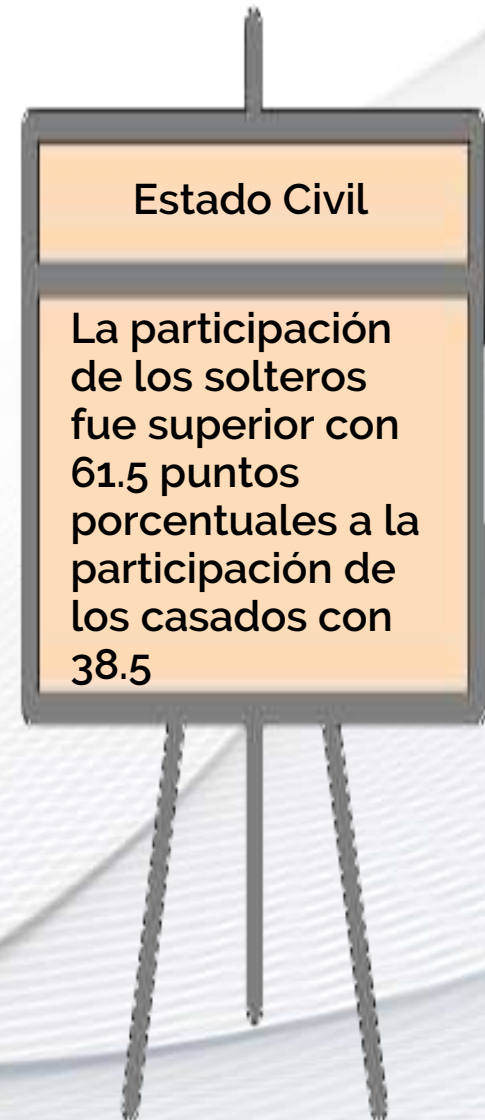 Estado Civil
La participación
de los solteros
fue superior con
61.5 puntos
porcentuales a la
participación de
los casados con
38.5